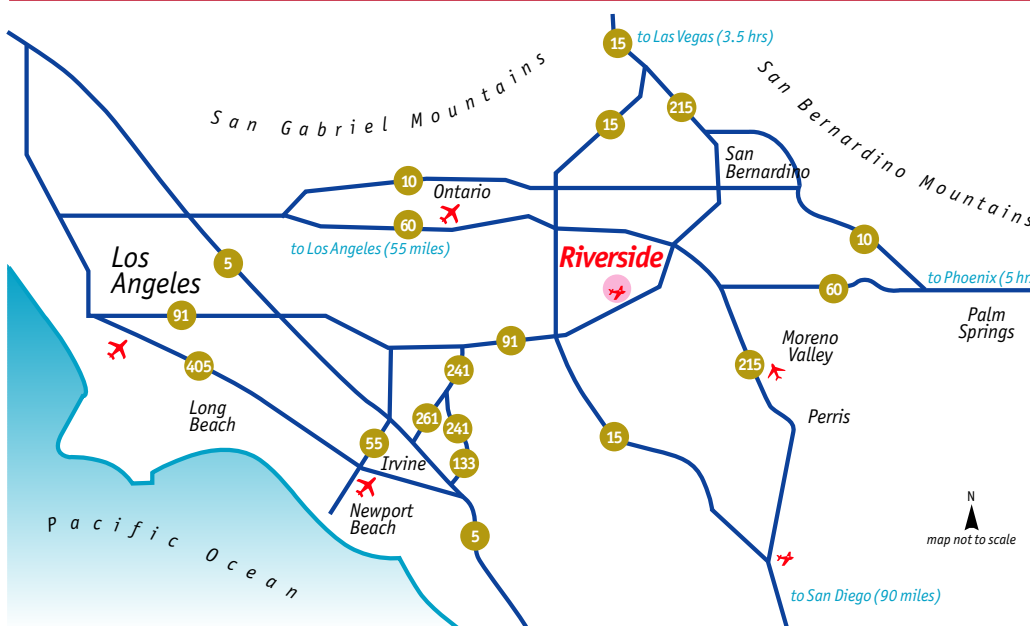 15
to Las Vegas (3.5 hrs)
San Gabriel Mountains
San Bernardino Mountains
15
215
San
Bernardino
10
Ontario
60
to Los Angeles (55 miles)
10
Los
Angeles
5
Riverside
to Phoenix (5 hr
60
Palm
Springs
91
91
Moreno
Valley
405
241
215
Long
Beach
261
241
Perris
55
Irvine
133
15
Newport
Beach
N
map not to scale
Pacific Ocean
5
to San Diego (90 miles)